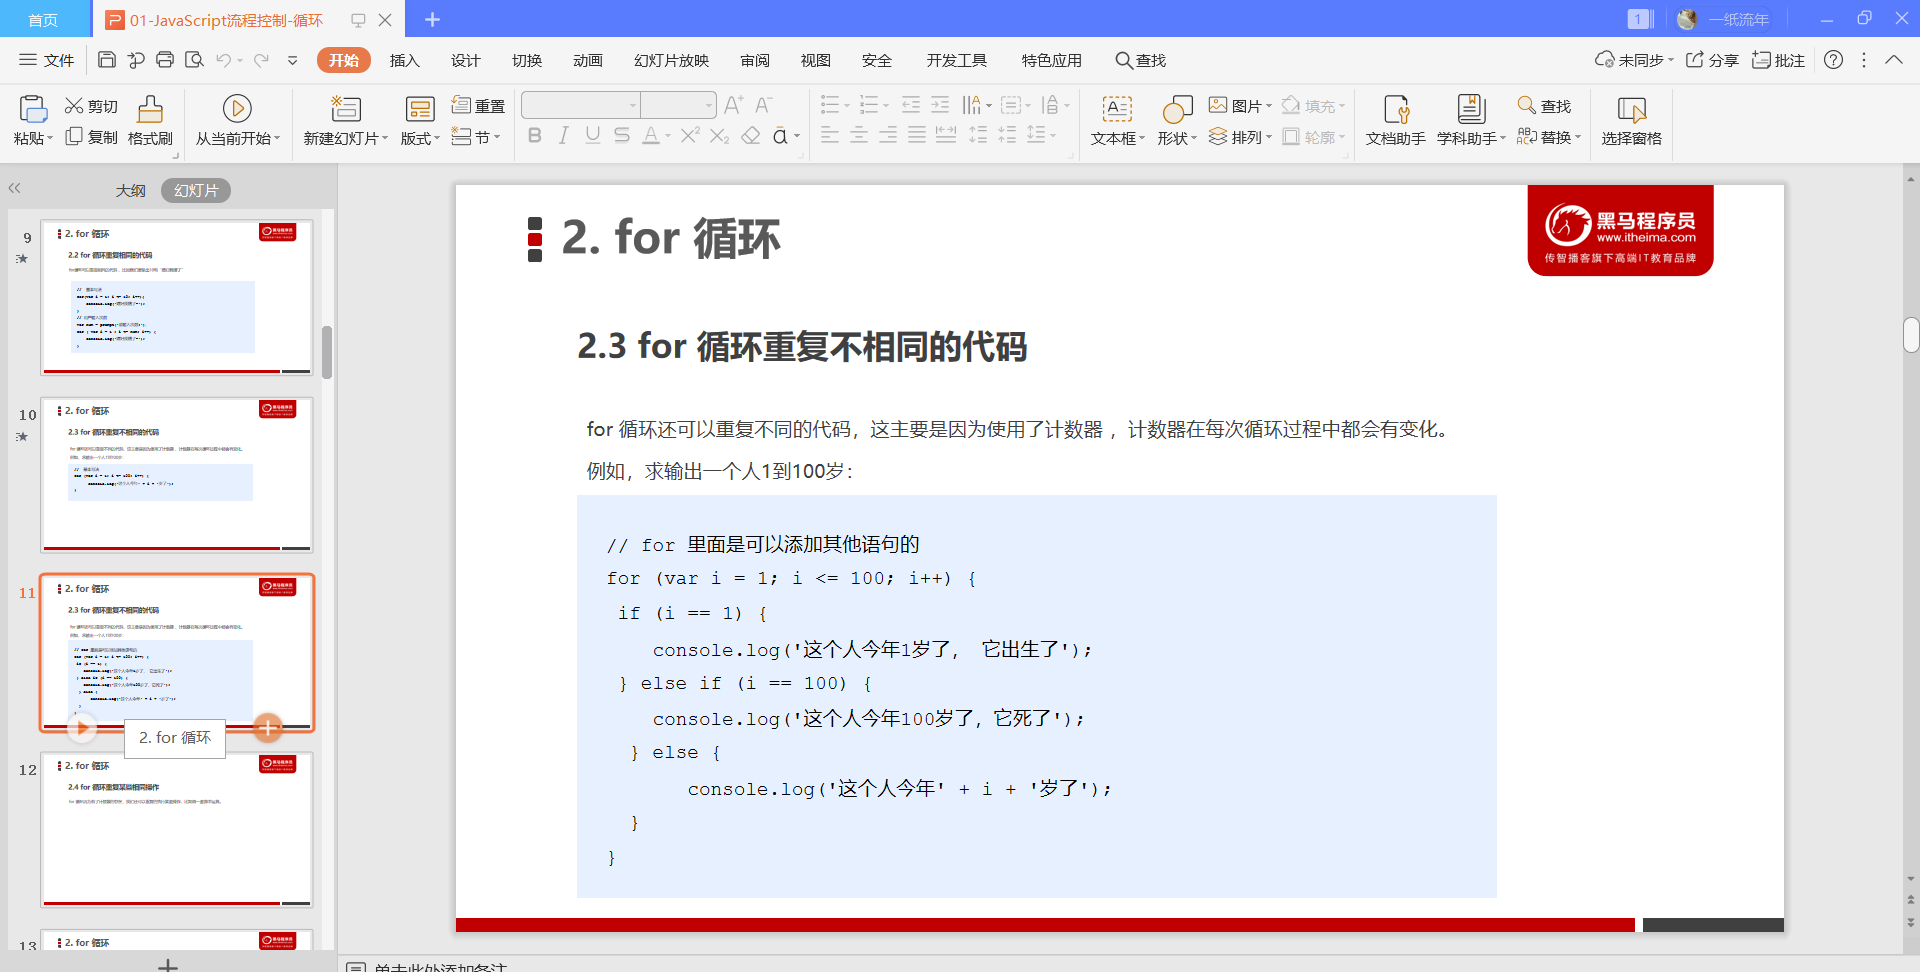 首页
01-JavaScript流程控制-循环
1
一纸流年
文件
开始
插入
设计
切换
动画
幻灯片放映
审阅
视图
安全
开发工具
特色应用
查找
未同步
分享
批注
粘贴
剪切
复制
格式刷
从当前开始
新建幻灯片
版式
重置
节
文本框
形状
图片
排列
填充
轮廓
文档助手
学科助手
查找
替换
选择窗格
大纲
幻灯片
9
2. for 循环
2.2 for 循环重复相同的代码
10
2. for 循环
2.3 for 循环重复不相同的代码
11
2. for 循环
2.3 for 循环重复不相同的代码
2. for 循环
12
2. for 循环
2.4 for 循环重复某些相同操作
13
2. for 循环
2. for 循环
黑马程序员
www.itheima.com
传智播客旗下高端IT教育品牌
2.3 for 循环重复不相同的代码
for 循环还可以重复不同的代码，这主要是因为使用了计数器 ，计数器在每次循环过程中都会有变化。
例如，求输出一个人1到100岁：
// for 里面是可以添加其他语句的
for (var i = 1; i <= 100; i++) {
if (i == 1) {
console.log('这个人今年1岁了， 它出生了');
} else if (i == 100) {
console.log('这个人今年100岁了，它死了');
} else {
console.log('这个人今年' + i + '岁了');
}
}
单击此处添加备注